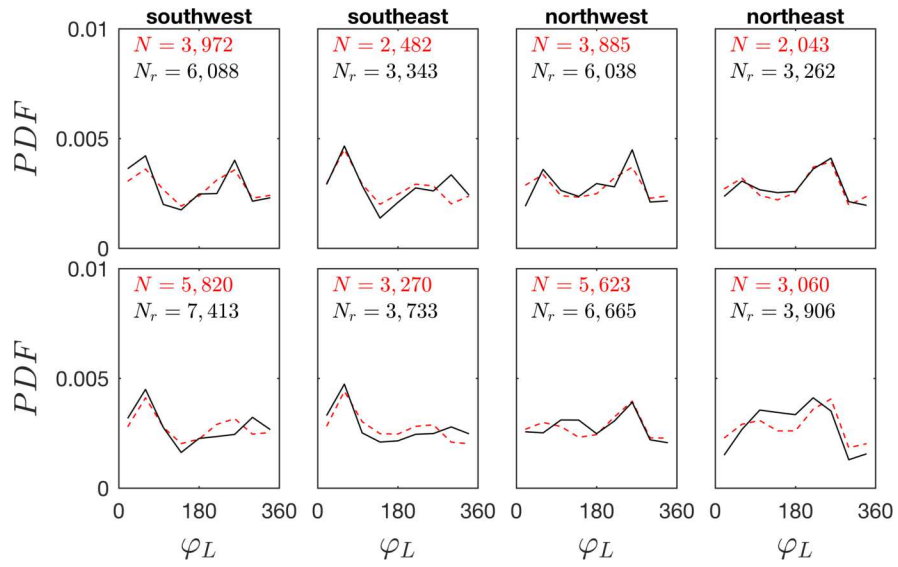 southwest southeast northwest northeast
0.01
N = 3,972 N = 2,482 N = 3,885 N = 2,043
N_r = 6,088 N_r = 3,343 N_r = 6,038 N_r = 3,262
PDF
0.005
0
0.01
N = 5,820 N = 3,270 N = 5,623 N = 3,060
N_r = 7,413 N_r = 3,733 N_r = 6,665 N_r = 3,906
PDF
0.005
0
0 180 360 0 180 360 0 180 360 0 180 360
φ_L φ_L φ_L φ_L